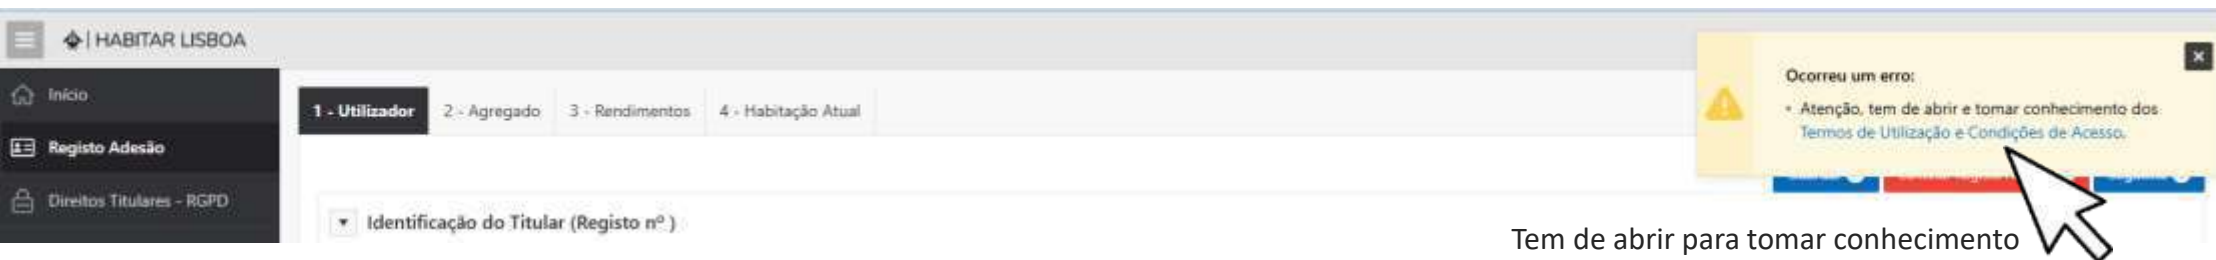 | HABITAR LISBOA
Início
Registo Adesão
Direitos Titulares - RGPD
1 - Utilizador 2 - Agregado 3 - Rendimentos 4 - Habitação Atual
Identificação do Titular (Registo nº )
Ocorreu um erro:
• Atenção, tem de abrir e tomar conhecimento dos
Termos de Utilização e Condições de Acesso.
Tem de abrir para tomar conhecimento